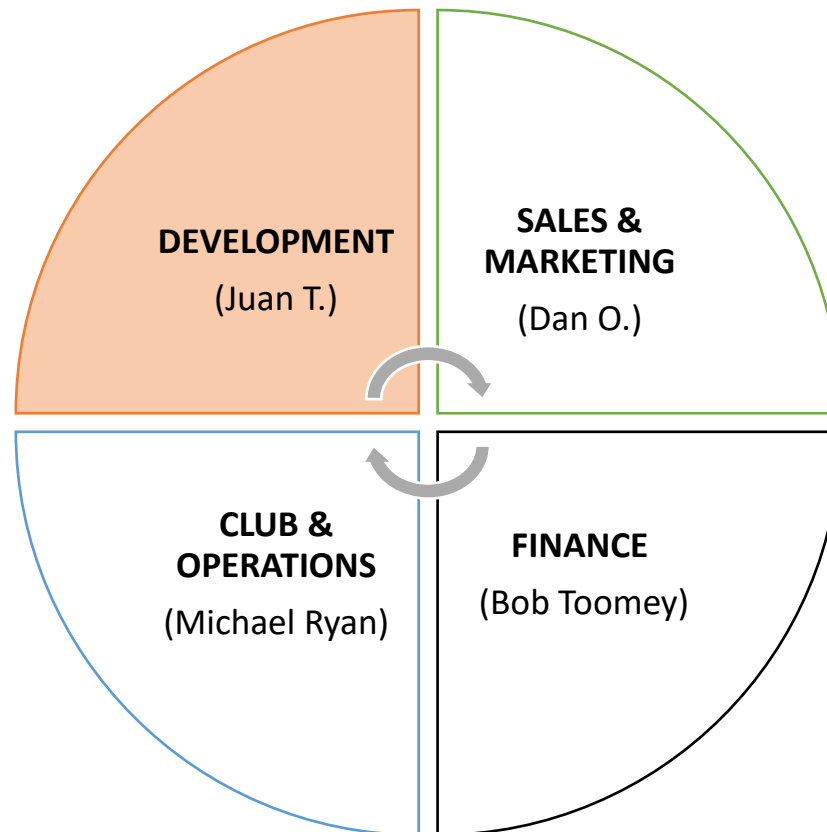 DEVELOPMENT
(Juan T.)
SALES &
MARKETING
(Dan O.)
CLUB &
OPERATIONS
(Michael Ryan)
FINANCE
(Bob Toomey)